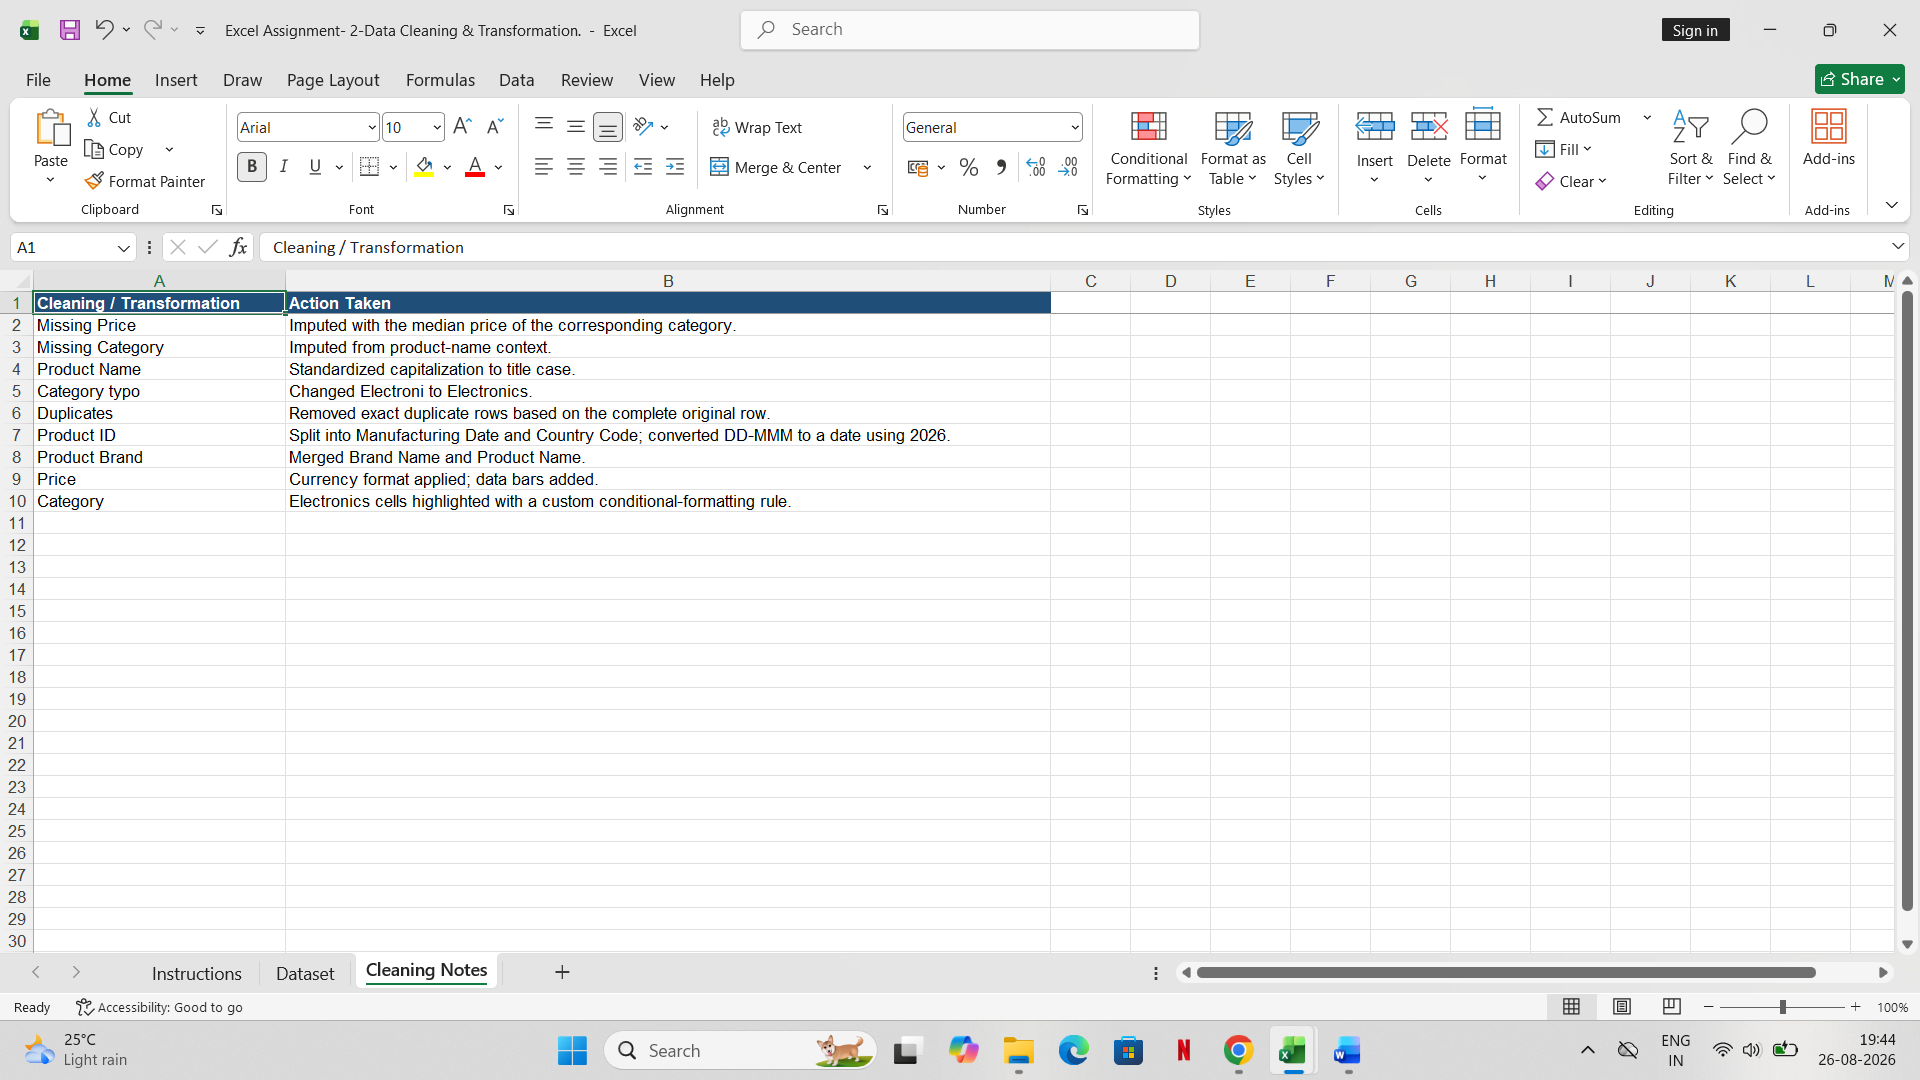 Excel Assignment- 2-Data Cleaning & Transformation. - Excel
Search
Sign in
File Home Insert Draw Page Layout Formulas Data Review View Help
Share
Paste
Cut
Copy
Format Painter
Clipboard
Arial 10
B I U
Font
Wrap Text
Merge & Center
Alignment
General
Number
Conditional Formatting
Format as Table
Cell Styles
Styles
Insert
Delete
Format
Cells
AutoSum
Fill
Clear
Sort & Filter
Find & Select
Editing
Add-ins
Add-ins
A1 fx Cleaning / Transformation
A B C D E F G H I J K L M
1 Cleaning / Transformation Action Taken
2 Missing Price Imputed with the median price of the corresponding category.
3 Missing Category Imputed from product-name context.
4 Product Name Standardized capitalization to title case.
5 Category typo Changed Electroni to Electronics.
6 Duplicates Removed exact duplicate rows based on the complete original row.
7 Product ID Split into Manufacturing Date and Country Code; converted DD-MMM to a date using 2026.
8 Product Brand Merged Brand Name and Product Name.
9 Price Currency format applied; data bars added.
10 Category Electronics cells highlighted with a custom conditional-formatting rule.
11
12
13
14
15
16
17
18
19
20
21
22
23
24
25
26
27
28
29
30
Instructions Dataset Cleaning Notes
Ready Accessibility: Good to go 100%
25°C
Light rain
Search
ENG
IN
19:44
26-08-2026